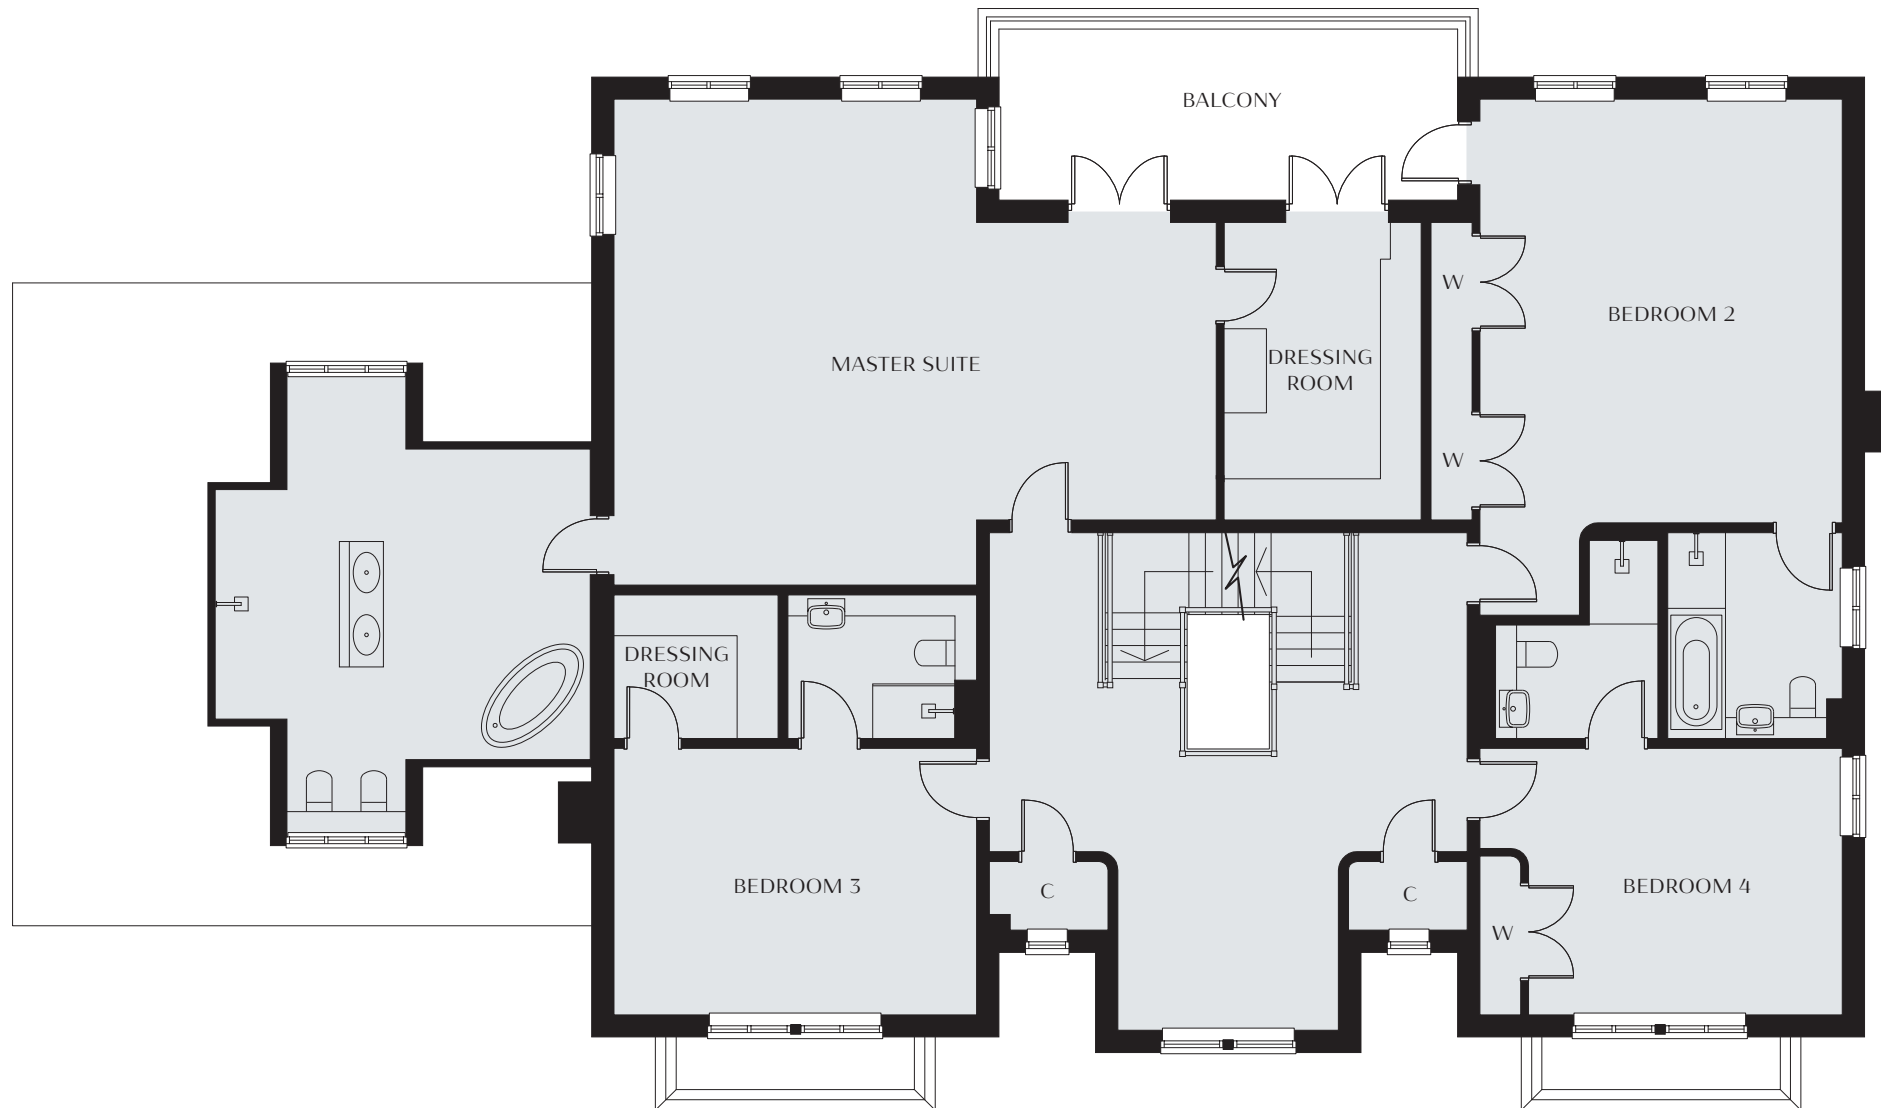 BALCONY
W
BEDROOM 2
MASTER SUITE
DRESSING
ROOM
W
DRESSING
ROOM
BEDROOM 3
C
C
BEDROOM 4
W